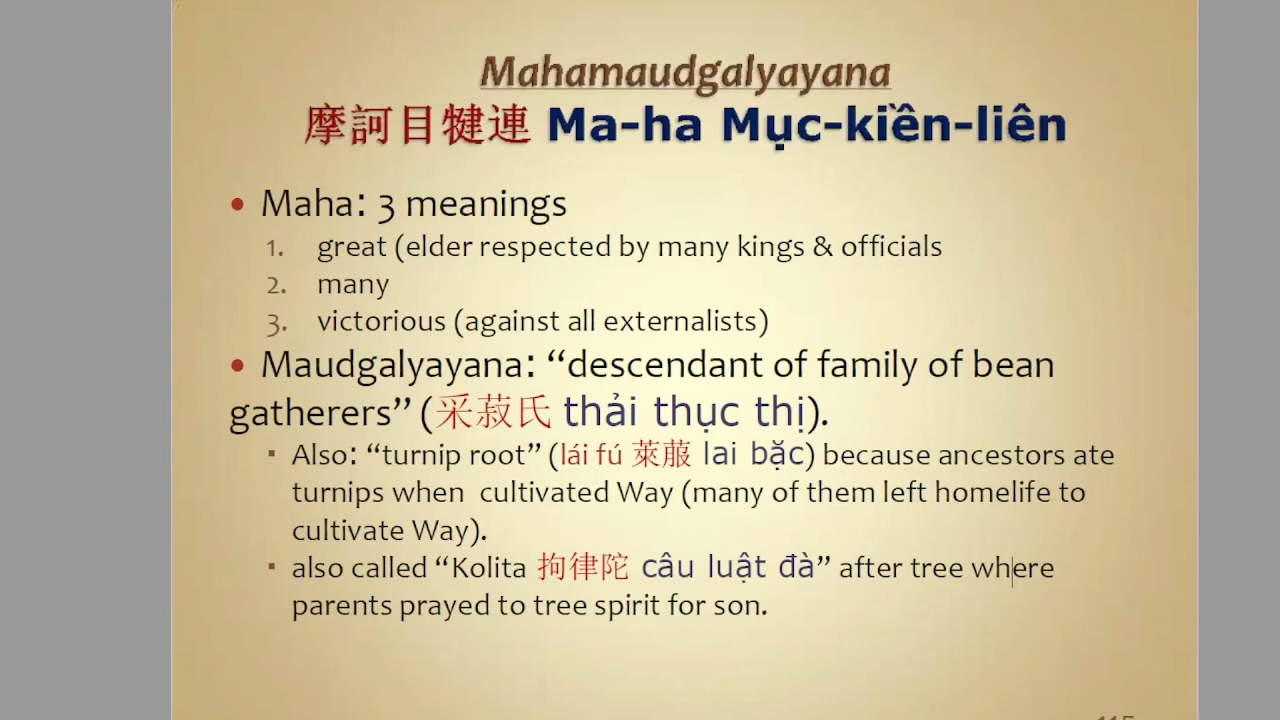 Mahamaudgalyayana
摩訶目犍連 Ma-ha Mục-kiền-liên
• Maha: 3 meanings
1. great (elder respected by many kings & officials
2. many
3. victorious (against all externalists)
• Maudgalyayana: “descendant of family of bean
gatherers” (采菽氏 thải thục thị).
▪ Also: “turnip root” (lái fú 萊菔 lai bặc) because ancestors ate
turnips when cultivated Way (many of them left homelife to
cultivate Way).
▪ also called “Kolita 拘律陀 câu luật đà” after tree where
parents prayed to tree spirit for son.